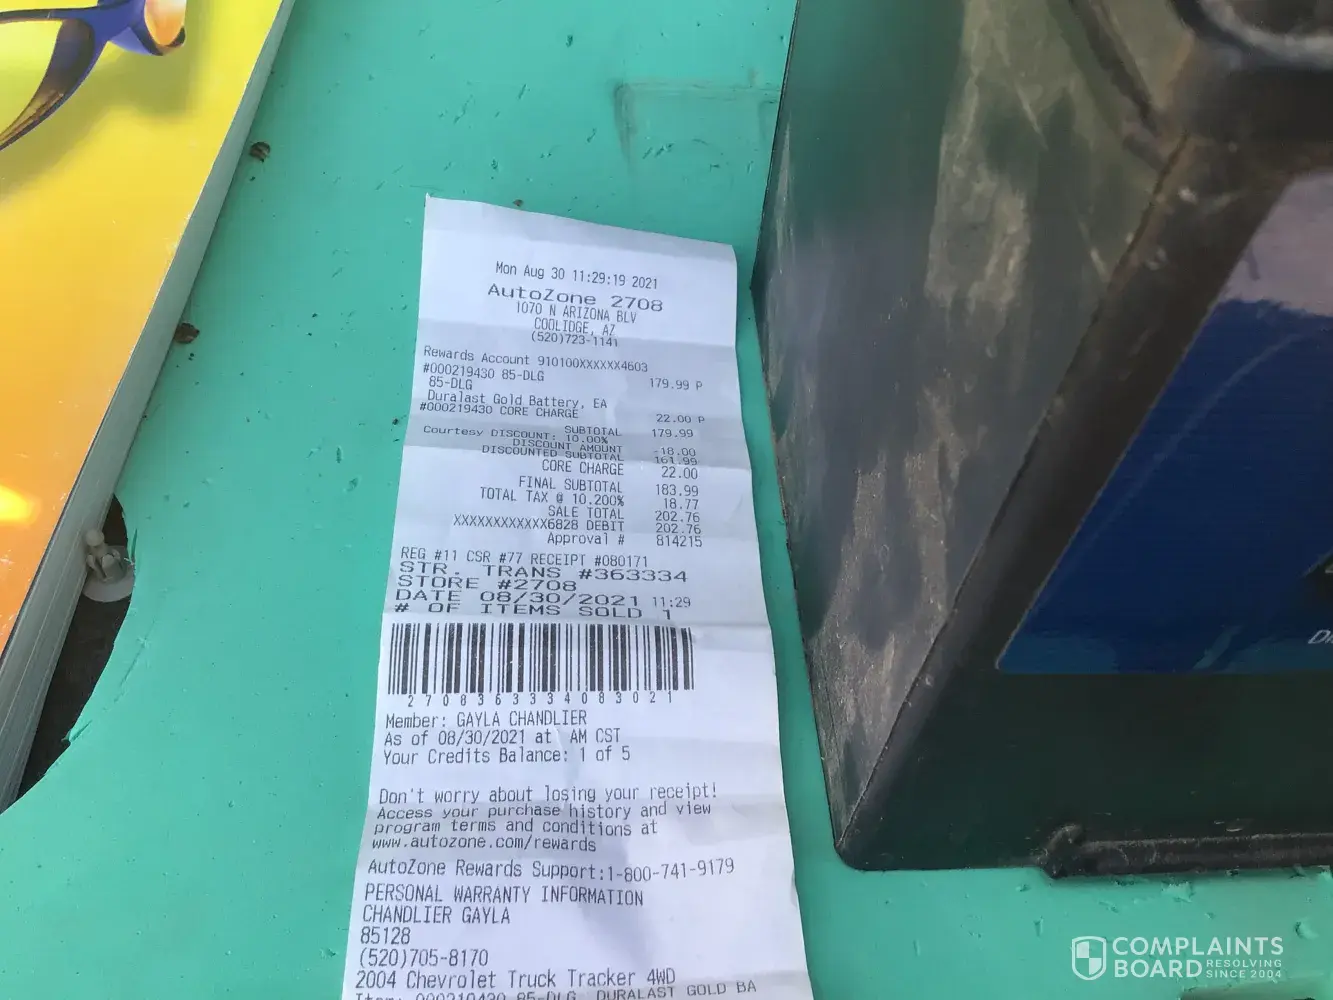 Mon Aug 30 11:29:19 2021
AutoZone 2708
1070 N ARIZONA BLV
COOLIDGE, AZ
(520)723-1141
Rewards Account 910100XXXXXX4603
#000219430 85-DLG 179.99 P
85-DLG
Duralast Gold Battery, EA
#000219430 CORE CHARGE 22.00 P
SUBTOTAL 179.99
Courtesy DISCOUNT: 10.00%
DISCOUNT AMOUNT -18.00
DISCOUNTED SUBTOTAL 161.99
CORE CHARGE 22.00
FINAL SUBTOTAL 183.99
TOTAL TAX @ 10.200% 18.77
SALE TOTAL 202.76
XXXXXXXXXXXX6828 DEBIT 202.76
Approval # 814215
REG #11 CSR #77 RECEIPT #080171
STR. TRANS #363334
STORE #2708
DATE 08/30/2021 11:29
# OF ITEMS SOLD 1
2708363334083021
Member: GAYLA CHANDLIER
As of 08/30/2021 at AM CST
Your Credits Balance: 1 of 5
Don't worry about losing your receipt!
Access your purchase history and view
program terms and conditions at
www.autozone.com/rewards
AutoZone Rewards Support:1-800-741-9179
PERSONAL WARRANTY INFORMATION
CHANDLIER GAYLA
85128
(520)705-8170
2004 Chevrolet Truck Tracker 4WD
Item: 000219430 85-DLG DURALAST GOLD BA
COMPLAINTS
BOARD RESOLVING
SINCE 2004